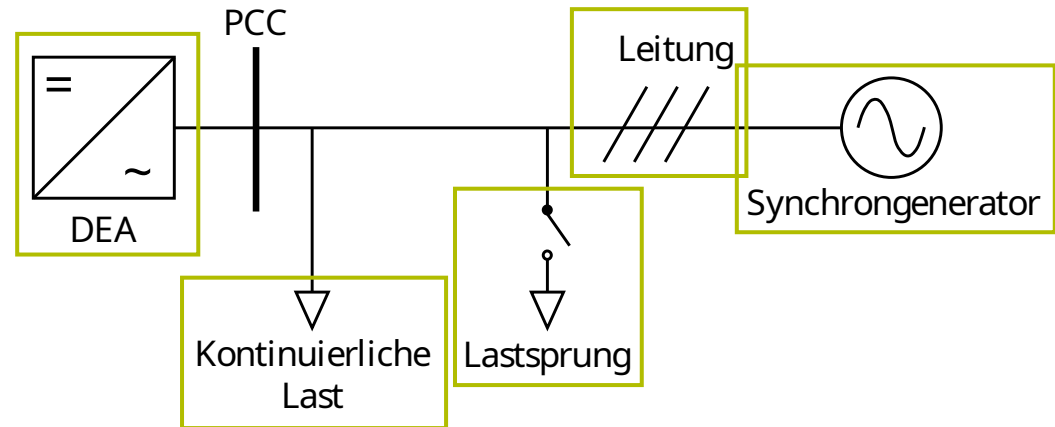 PCC
Leitung
=
~
DEA
Synchrongenerator
Kontinuierliche
Last
Lastsprung